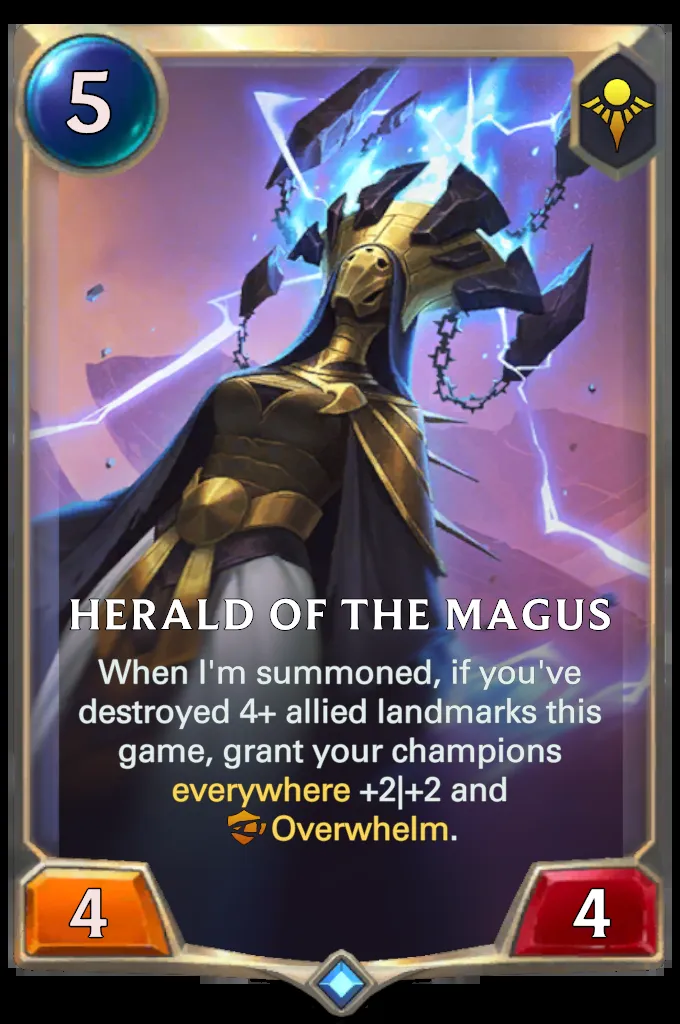 5
HERALD OF THE MAGUS
When I'm summoned, if you've
destroyed 4+ allied landmarks this
game, grant your champions
everywhere +2|+2 and
Overwhelm.
4
4